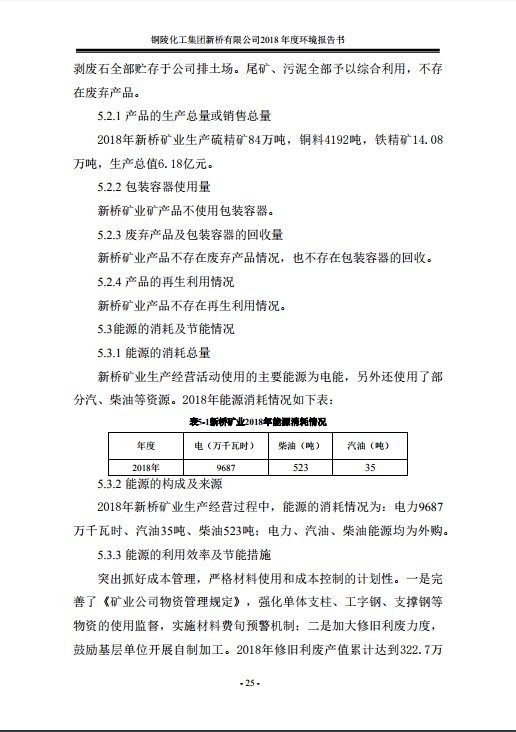 铜陵化工集团新桥有限公司2018 年度环境报告书
剥废石全部贮存于公司排土场。尾矿、污泥全部予以综合利用，不存
在废弃产品。
5.2.1 产品的生产总量或销售总量
2018年新桥矿业生产硫精矿84万吨，铜料4192吨，铁精矿14.08
万吨，生产总值6.18亿元。
5.2.2 包装容器使用量
新桥矿业矿产品不使用包装容器。
5.2.3 废弃产品及包装容器的回收量
新桥矿业产品不存在废弃产品情况，也不存在包装容器的回收。
5.2.4 产品的再生利用情况
新桥矿业产品不存在再生利用情况。
5.3能源的消耗及节能情况
5.3.1 能源的消耗总量
新桥矿业生产经营活动使用的主要能源为电能，另外还使用了部
分汽、柴油等资源。2018年能源消耗情况如下表：
表5-1新桥矿业2018年能源消耗情况
年度 电（万千瓦时） 柴油（吨） 汽油（吨）
2018年 9687 523 35
5.3.2 能源的构成及来源
2018年新桥矿业生产经营过程中，能源的消耗情况为：电力9687
万千瓦时、汽油35吨、柴油523吨；电力、汽油、柴油能源均为外购。
5.3.3 能源的利用效率及节能措施
突出抓好成本管理，严格材料使用和成本控制的计划性。一是完
善了《矿业公司物资管理规定》，强化单体支柱、工字钢、支撑钢等
物资的使用监督，实施材料费旬预警机制；二是加大修旧利废力度，
鼓励基层单位开展自制加工。2018年修旧利废产值累计达到322.7万
- 25 -